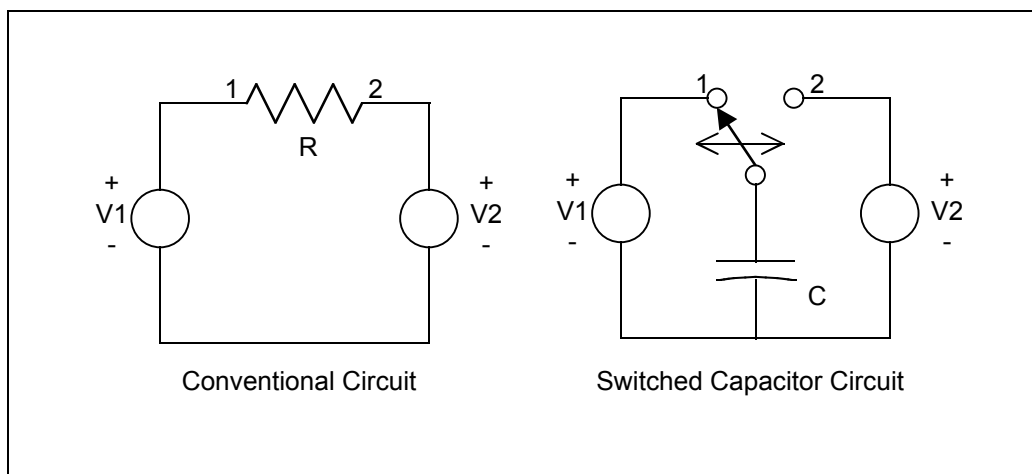 1 2
R
+
V1
-
+
V2
-
Conventional Circuit
1 2
+
V1
-
+
V2
-
C
Switched Capacitor Circuit